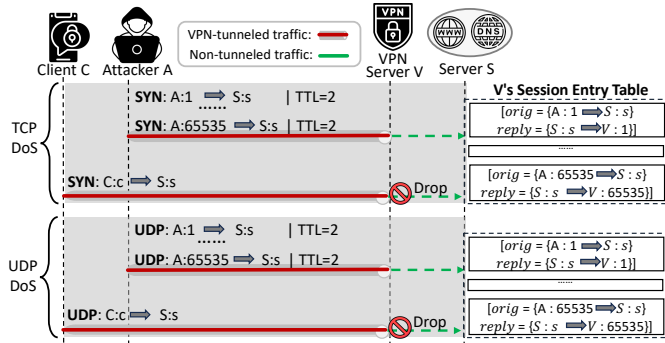 VPN-tunneled traffic:
Non-tunneled traffic:
WWW
DNS
VPN
Client C
Attacker A
VPN
Server V
Server S
V's Session Entry Table
TCP
DoS
SYN: A:1 S:s | TTL=2
......
SYN: A:65535 S:s | TTL=2
SYN: C:c S:s
Drop
[orig = {A : 1 S : s}
reply = {S : s V : 1}]
......
[orig = {A : 65535 S : s}
reply = {S : s V : 65535}]
UDP
DoS
UDP: A:1 S:s | TTL=2
......
UDP: A:65535 S:s | TTL=2
UDP: C:c S:s
Drop
[orig = {A : 1 S : s}
reply = {S : s V : 1}]
......
[orig = {A : 65535 S : s}
reply = {S : s V : 65535}]